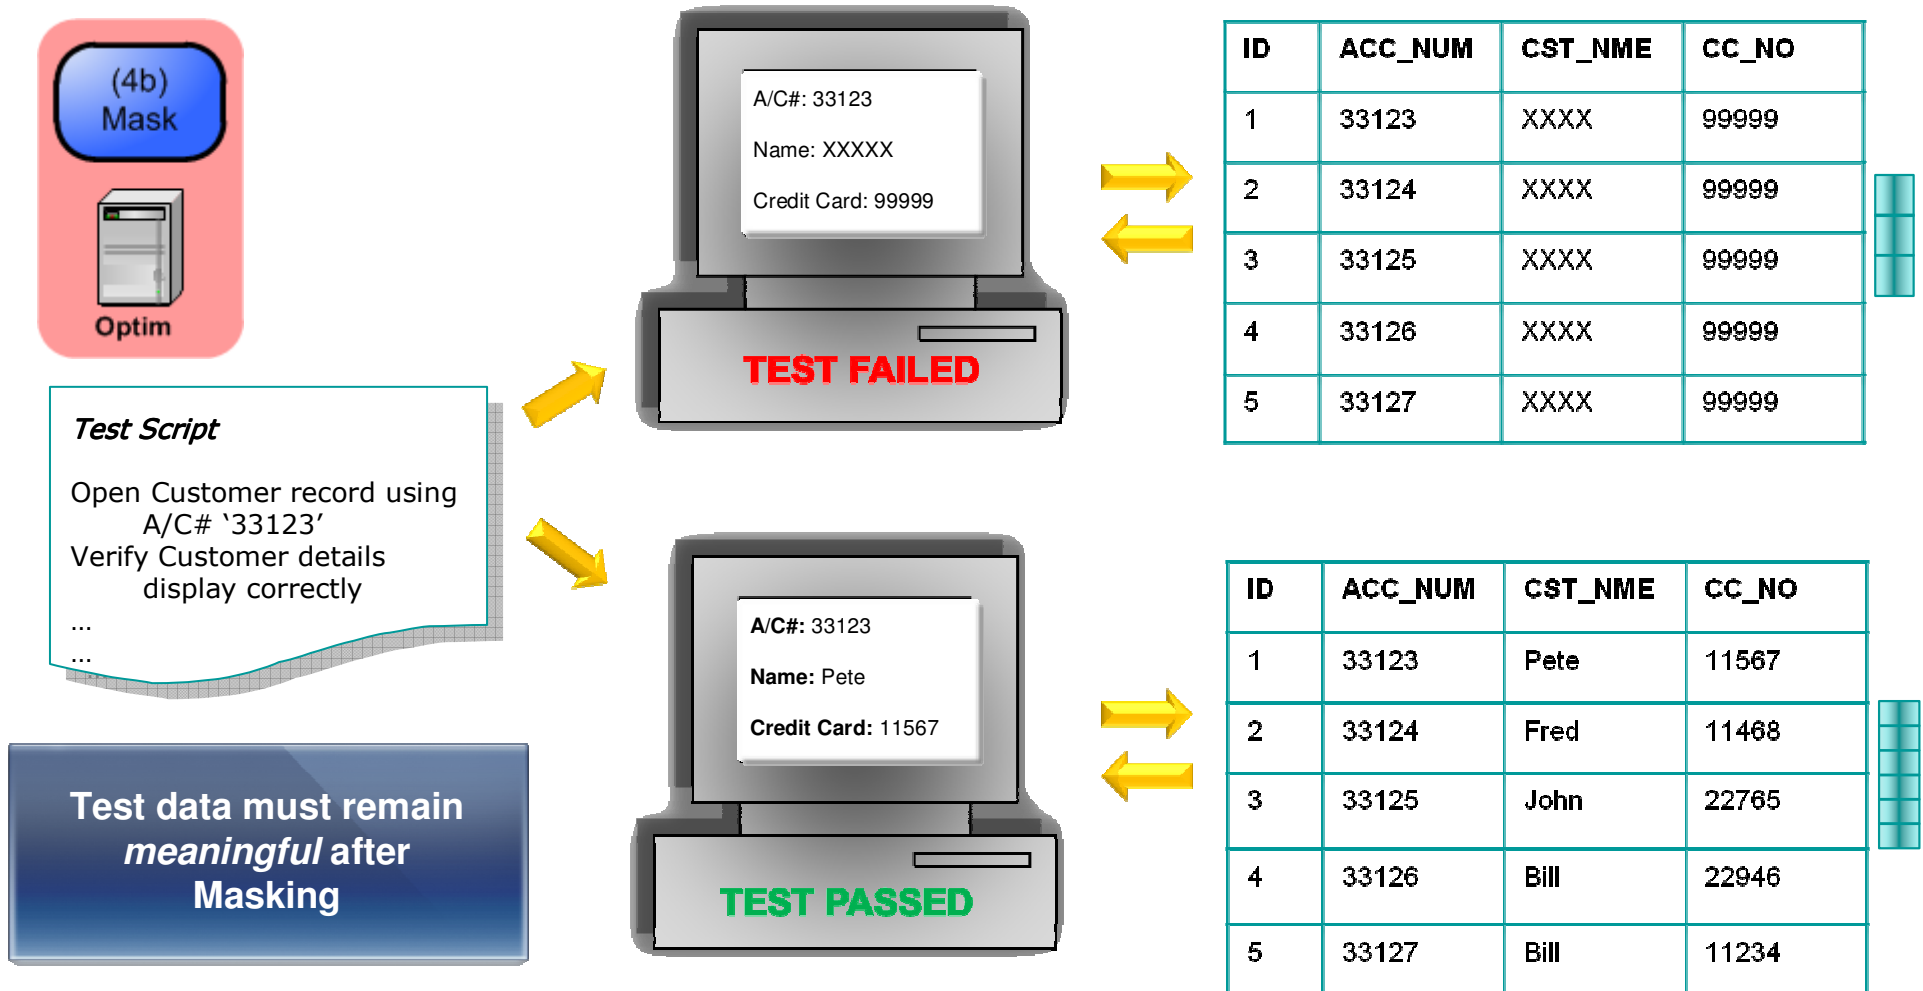 (4b)
Mask
Optim
Test Script
Open Customer record using
A/C# ‘33123’
Verify Customer details
display correctly
...
...
...
Test data must remain
meaningful after
Masking
A/C#: 33123
Name: XXXXX
Credit Card: 99999
TEST FAILED
ID ACC_NUM CST_NME CC_NO
1 33123 XXXX 99999
2 33124 XXXX 99999
3 33125 XXXX 99999
4 33126 XXXX 99999
5 33127 XXXX 99999
A/C#: 33123
Name: Pete
Credit Card: 11567
TEST PASSED
ID ACC_NUM CST_NME CC_NO
1 33123 Pete 11567
2 33124 Fred 11468
3 33125 John 22765
4 33126 Bill 22946
5 33127 Bill 11234